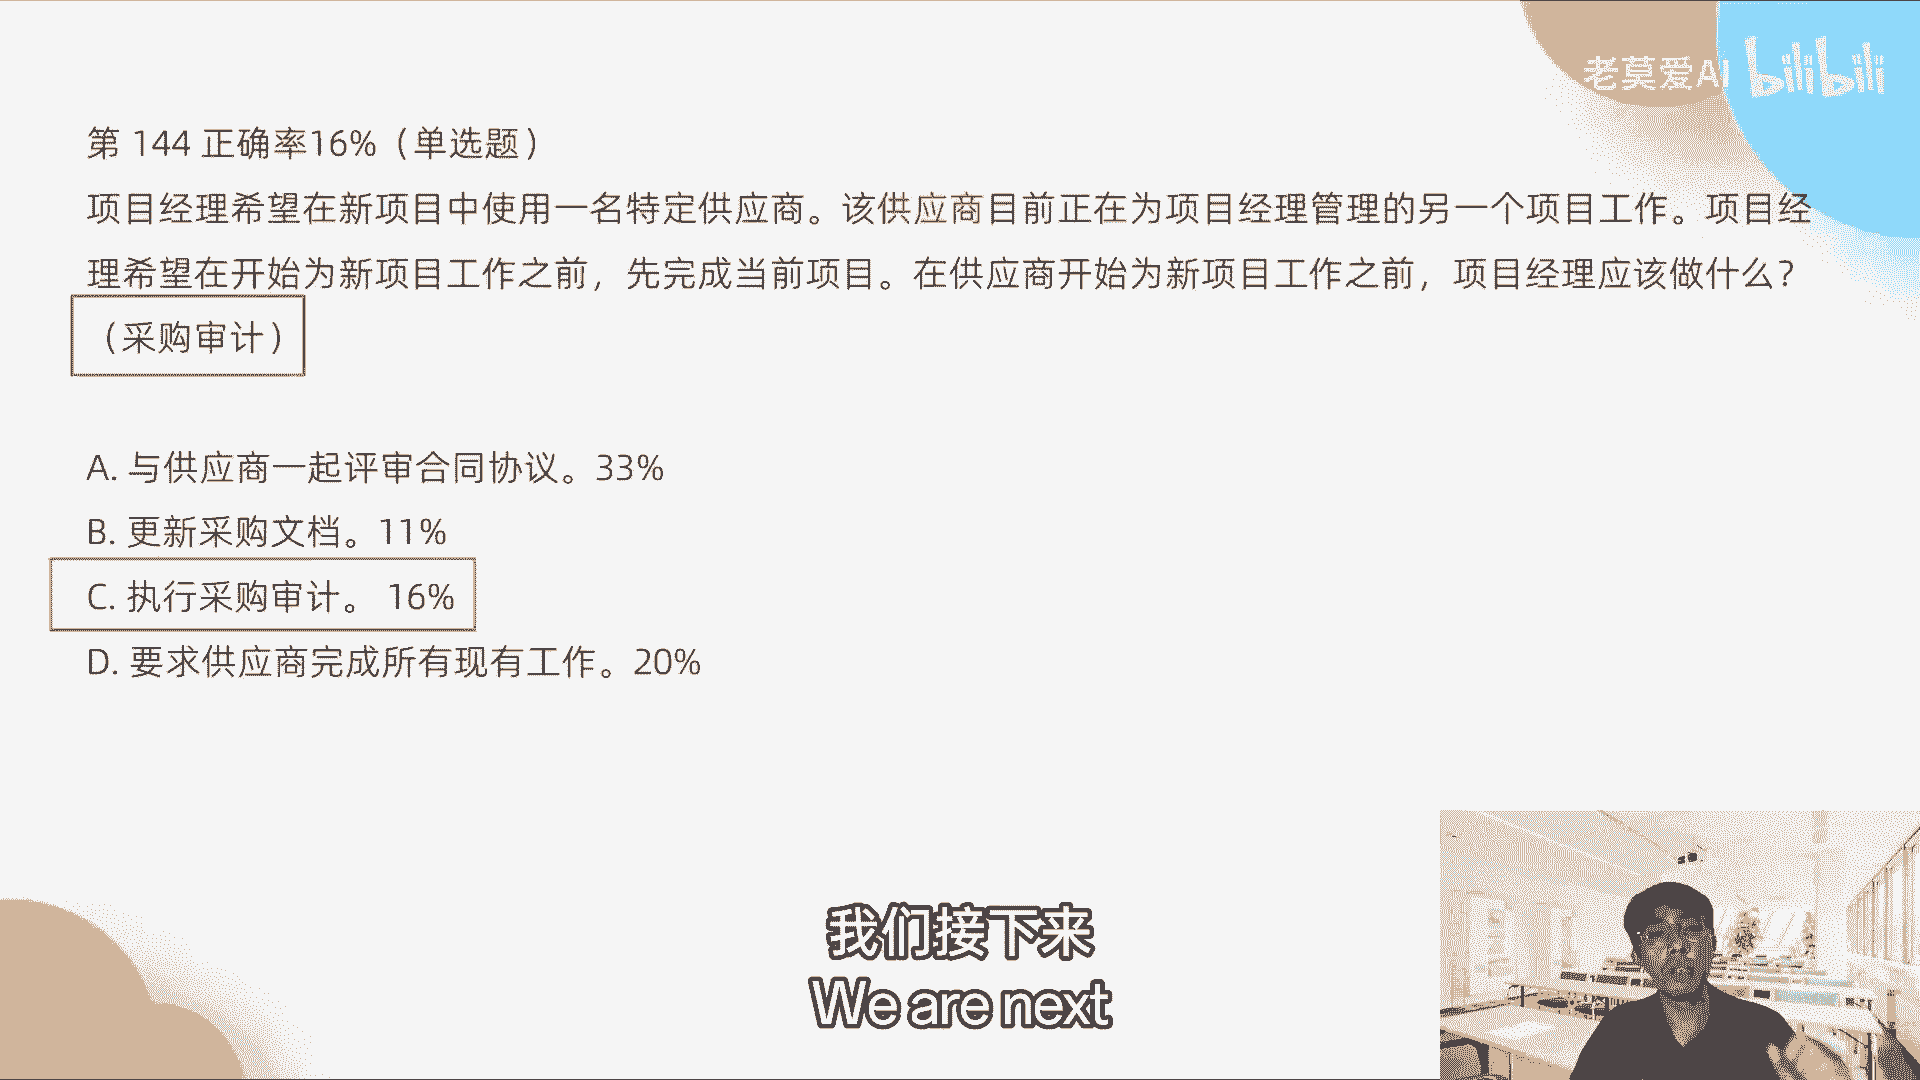 老莫爱AI bilibili
第 144 正确率16%（单选题）
项目经理希望在新项目中使用一名特定供应商。该供应商目前正在为项目经理管理的另一个项目工作。项目经
理希望在开始为新项目工作之前，先完成当前项目。在供应商开始为新项目工作之前，项目经理应该做什么？
（采购审计）
A. 与供应商一起评审合同协议。33%
B. 更新采购文档。11%
C. 执行采购审计。 16%
D. 要求供应商完成所有现有工作。20%
我们接下来
We are next